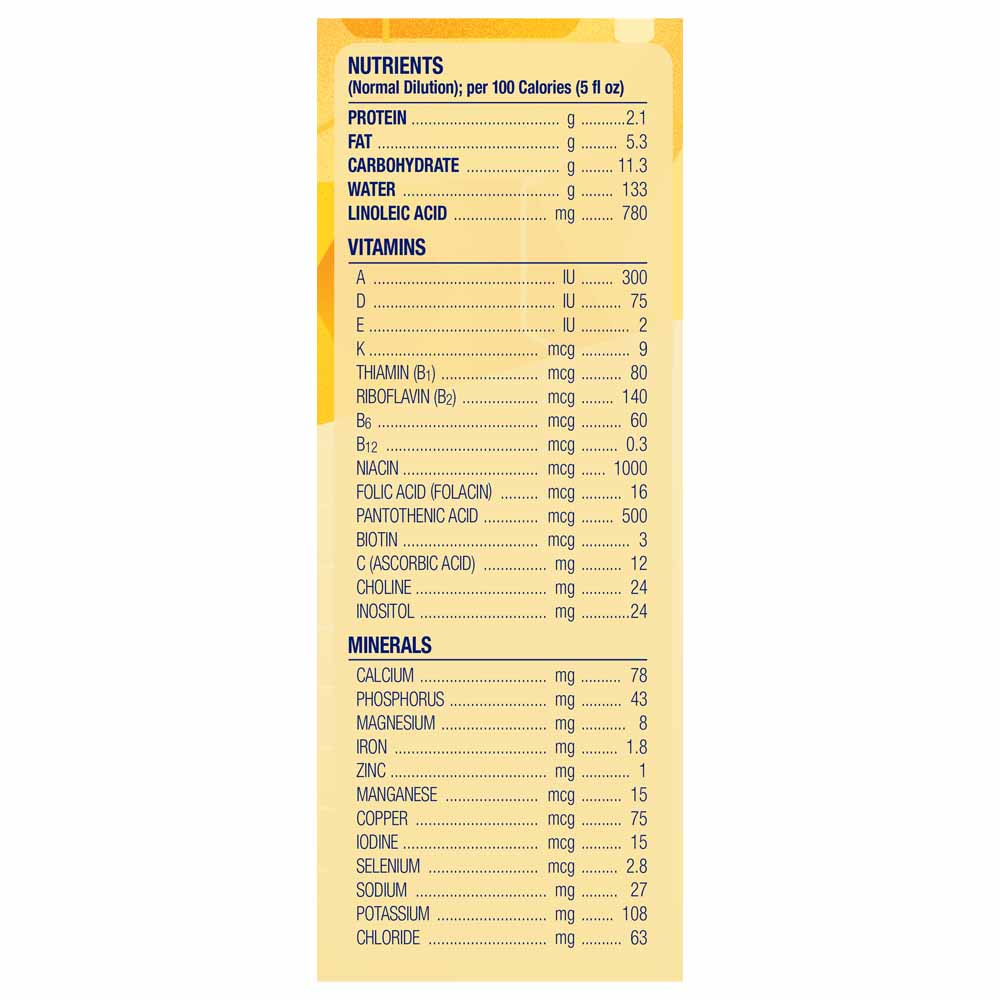 NUTRIENTS
(Normal Dilution); per 100 Calories (5 fl oz)
PROTEIN ................................... g ...........2.1
FAT ........................................... g ......... 5.3
CARBOHYDRATE ...................... g ........ 11.3
WATER ..................................... g ....... 133
LINOLEIC ACID ...................... mg ........ 780
VITAMINS
A ........................................... IU ........ 300
D ........................................... IU .......... 75
E ............................................ IU ............ 2
K ........................................ mcg ............ 9
THIAMIN (B1) ....................... mcg .......... 80
RIBOFLAVIN (B2) .................. mcg ........ 140
B6 ...................................... mcg .......... 60
B12 .................................... mcg ......... 0.3
NIACIN ................................ mcg ...... 1000
FOLIC ACID (FOLACIN) ......... mcg .......... 16
PANTOTHENIC ACID ............. mcg ........ 500
BIOTIN ................................ mcg ............ 3
C (ASCORBIC ACID) ............... mg .......... 12
CHOLINE ............................... mg .......... 24
INOSITOL .............................. mg ............24
MINERALS
CALCIUM .............................. mg .......... 78
PHOSPHORUS ....................... mg .......... 43
MAGNESIUM ......................... mg ........... 8
IRON .................................... mg ......... 1.8
ZINC ..................................... mg ............ 1
MANGANESE ...................... mcg .......... 15
COPPER ............................. mcg .......... 75
IODINE ................................ mcg .......... 15
SELENIUM ............................ mcg ......... 2.8
SODIUM ............................... mg .......... 27
POTASSIUM .......................... mg ........ 108
CHLORIDE ............................ mg .......... 63